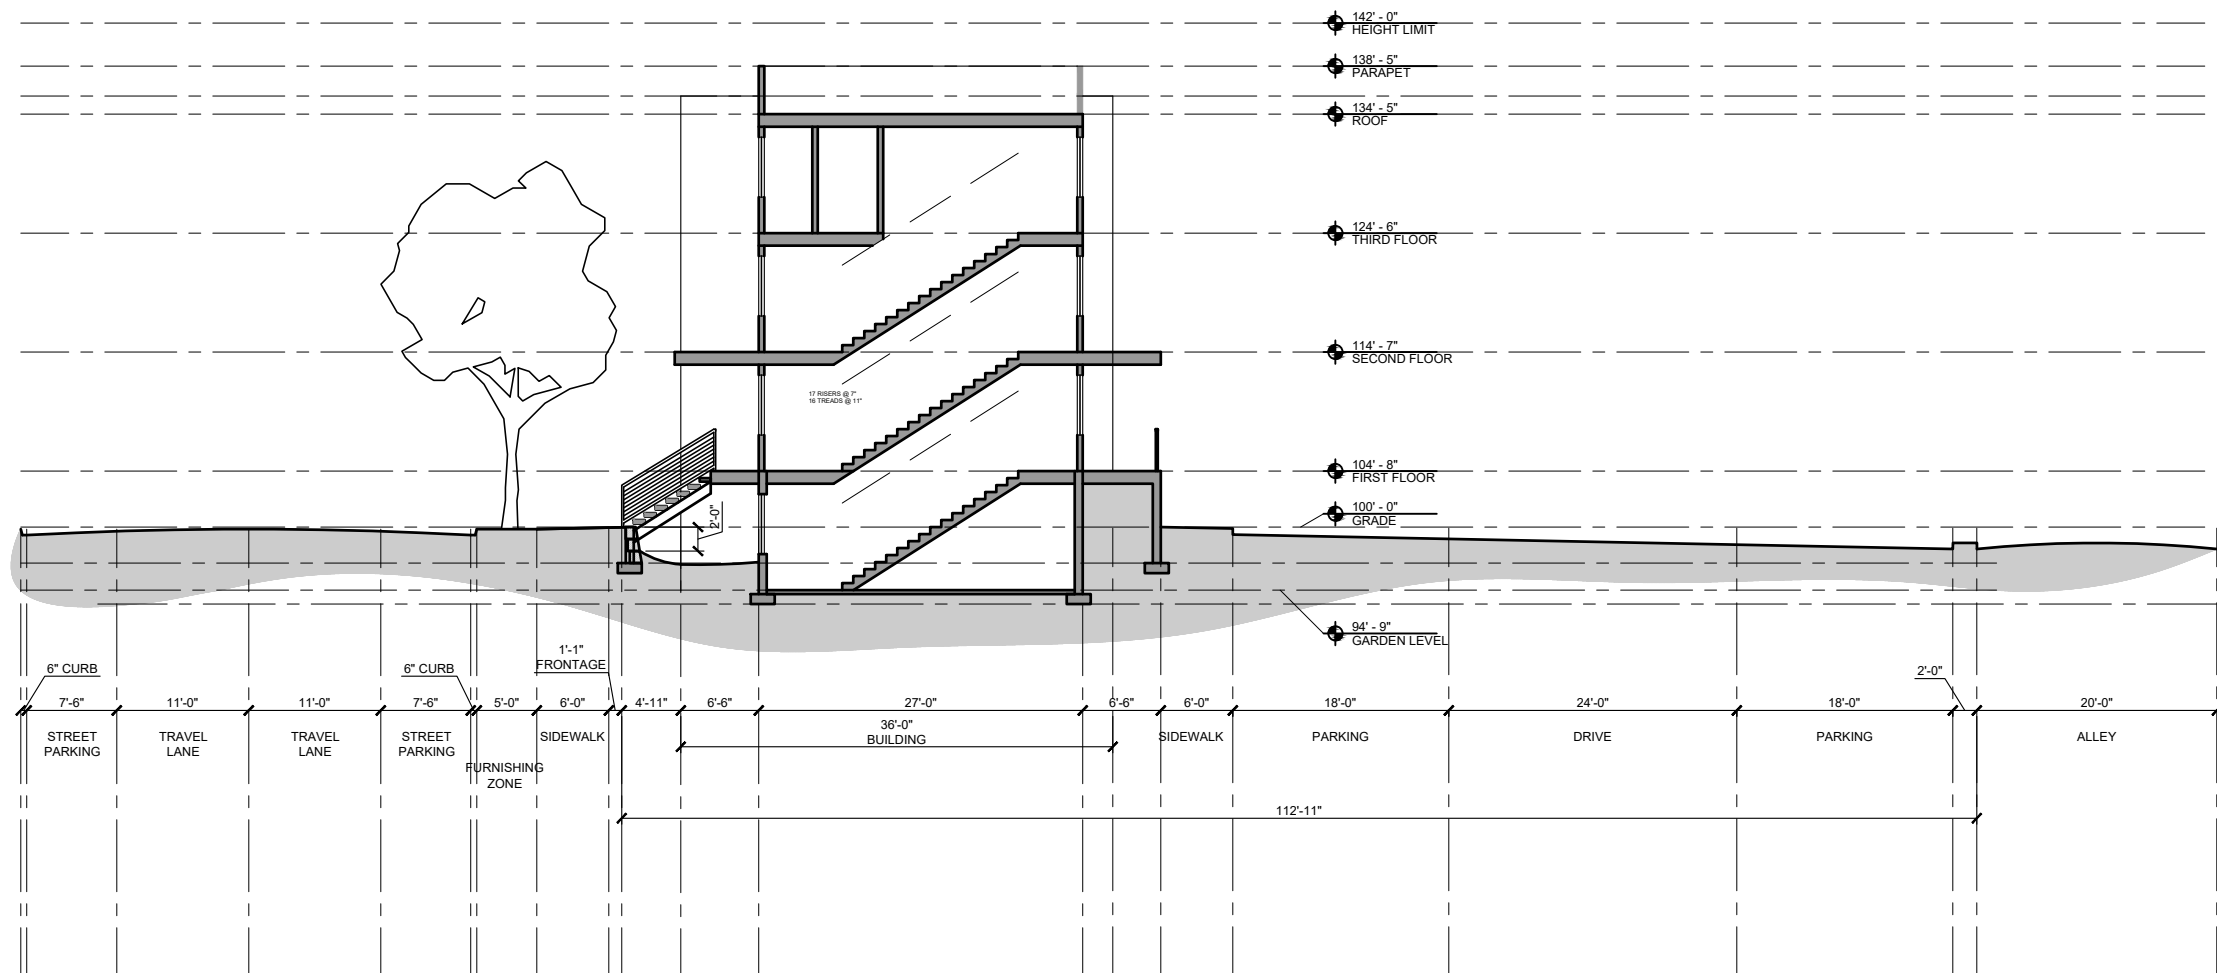 142' - 0"
HEIGHT LIMIT
138' - 5"
PARAPET
134' - 5"
ROOF
124' - 6"
THIRD FLOOR
114' - 7"
SECOND FLOOR
17 RISERS @ 7"
16 TREADS @ 11"
104' - 8"
FIRST FLOOR
100' - 0"
GRADE
2'-0"
94' - 9"
GARDEN LEVEL
6" CURB
6" CURB
1'-1"
FRONTAGE
2'-0"
7'-6"
11'-0"
11'-0"
7'-6"
5'-0"
6'-0"
4'-11"
6'-6"
27'-0"
6'-6"
6'-0"
18'-0"
24'-0"
18'-0"
20'-0"
36'-0"
BUILDING
STREET
PARKING
TRAVEL
LANE
TRAVEL
LANE
STREET
PARKING
FURNISHING
ZONE
SIDEWALK
SIDEWALK
PARKING
DRIVE
PARKING
ALLEY
112'-11"